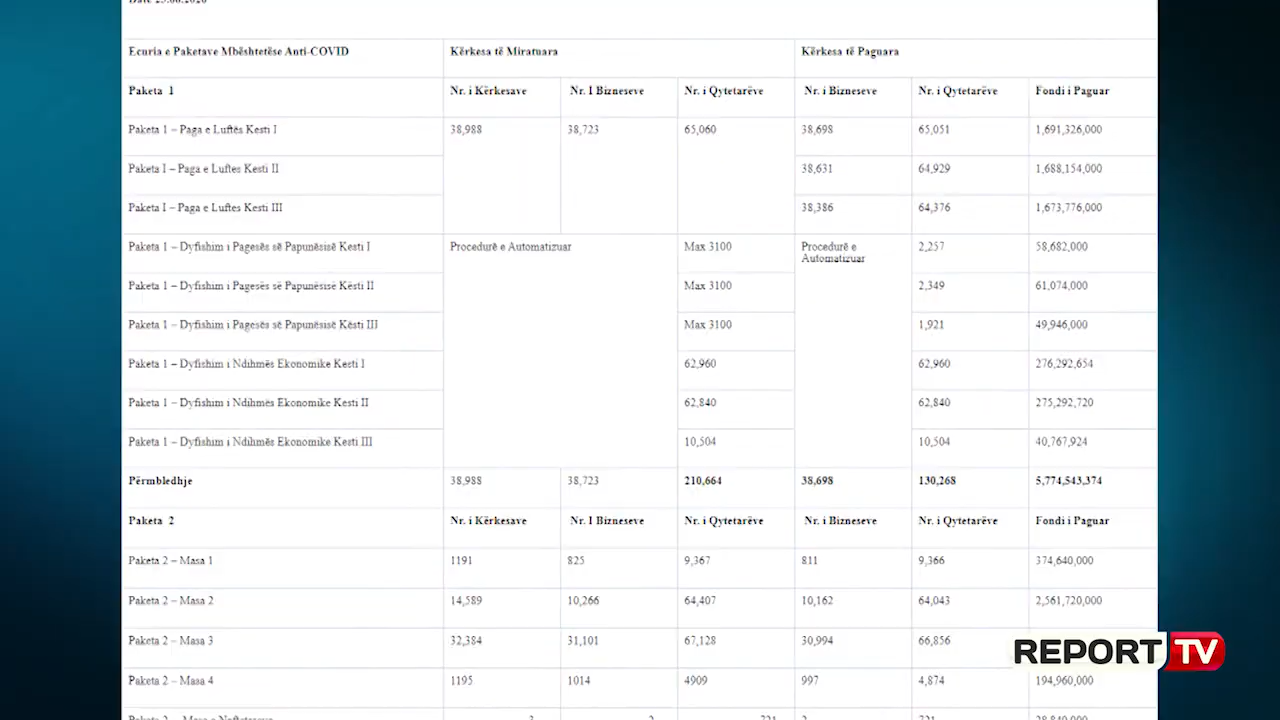 Date 25.06.2020
Ecuria e Paketave Mbështetëse Anti-COVID Kërkesa të Miratuara Kërkesa të Paguara
Paketa 1 Nr. i Kërkesave Nr. I Bizneseve Nr. i Qytetarëve Nr. i Bizneseve Nr. i Qytetarëve Fondi i Paguar
Paketa 1 – Paga e Luftës Kesti I 38,988 38,723 65,060 38,698 65,051 1,691,326,000
Paketa I – Paga e Luftes Kesti II 38,631 64,929 1,688,154,000
Paketa I – Paga e Luftes Kesti III 38,386 64,376 1,673,776,000
Paketa 1 – Dyfishim i Pagesës së Papunësisë Kesti I Procedurë e Automatizuar Max 3100 Procedurë e Automatizuar 2,257 58,682,000
Paketa 1 – Dyfishim i Pagesës së Papunësisë Kësti II Max 3100 2,349 61,074,000
Paketa 1 – Dyfishim i Pagesës së Papunësisë Kësti III Max 3100 1,921 49,946,000
Paketa 1 – Dyfishim i Ndihmës Ekonomike Kesti I 62,960 62,960 276,292,654
Paketa 1 – Dyfishim i Ndihmës Ekonomike Kesti II 62,840 62,840 275,292,720
Paketa 1 – Dyfishim i Ndihmës Ekonomike Kesti III 10,504 10,504 40,767,924
Përmbledhje 38,988 38,723 210,664 38,698 130,268 5,774,543,374
Paketa 2 Nr. i Kërkesave Nr. I Bizneseve Nr. i Qytetarëve Nr. i Bizneseve Nr. i Qytetarëve Fondi i Paguar
Paketa 2 – Masa 1 1191 825 9,367 811 9,366 374,640,000
Paketa 2 – Masa 2 14,589 10,266 64,407 10,162 64,043 2,561,720,000
Paketa 2 – Masa 3 32,384 31,101 67,128 30,994 66,856
Paketa 2 – Masa 4 1195 1014 4909 997 4,874 194,960,000
REPORT TV